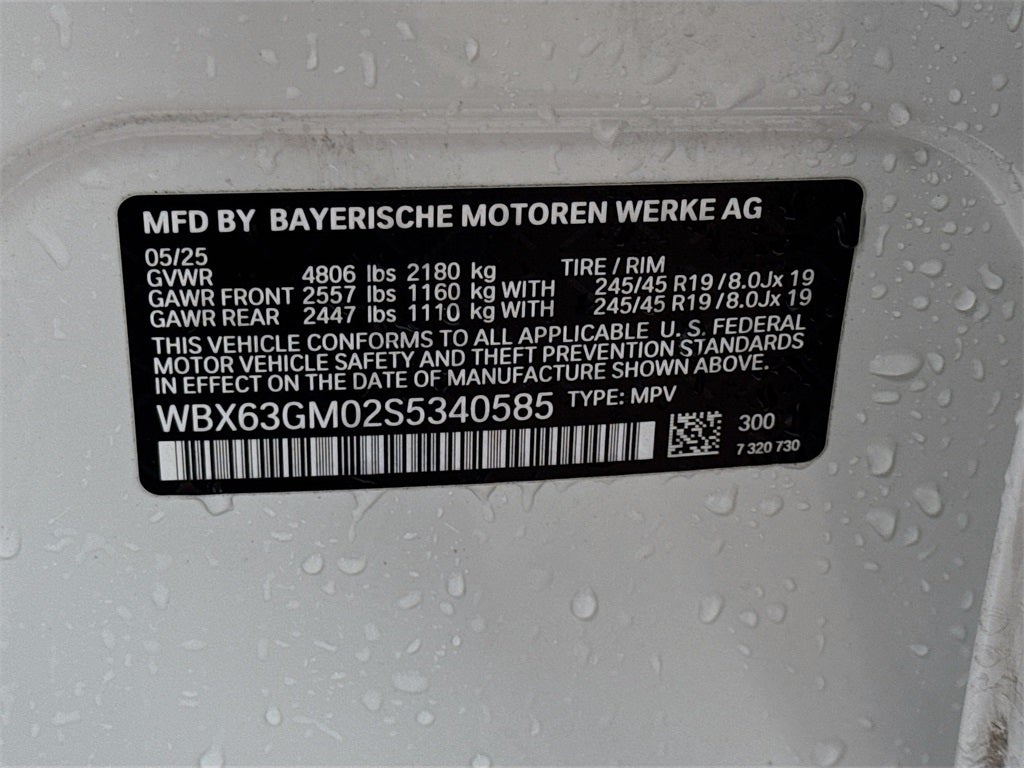 MFD BY BAYERISCHE MOTOREN WERKE AG
05/25
GVWR 4806 lbs 2180 kg TIRE / RIM
GAWR FRONT 2557 lbs 1160 kg WITH 245/45 R19 / 8.0Jx 19
GAWR REAR 2447 lbs 1110 kg WITH 245/45 R19 / 8.0Jx 19
THIS VEHICLE CONFORMS TO ALL APPLICABLE U. S. FEDERAL
MOTOR VEHICLE SAFETY AND THEFT PREVENTION STANDARDS
IN EFFECT ON THE DATE OF MANUFACTURE SHOWN ABOVE.
WBX63GM02S5340585 TYPE: MPV
300
7 320 730